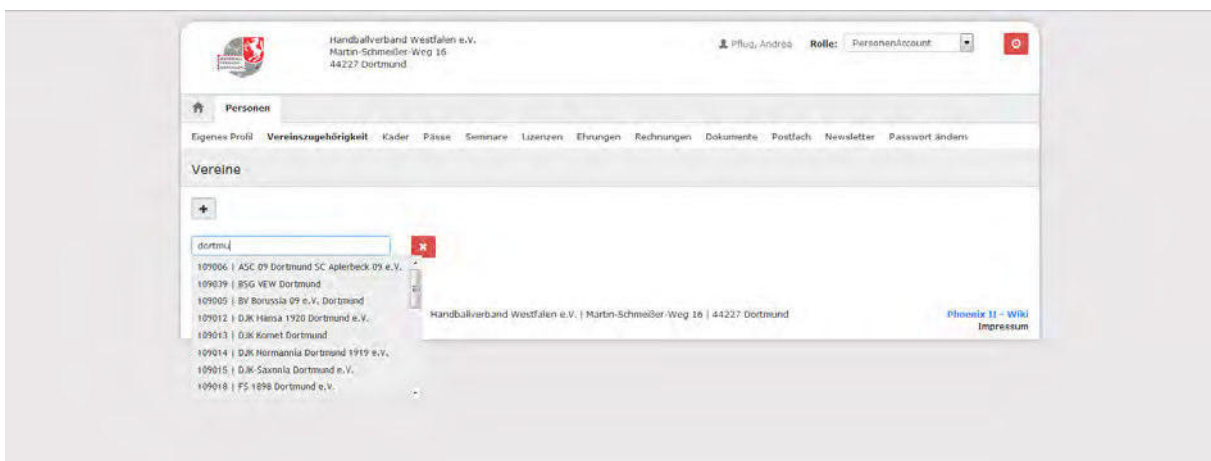 Handballverband Westfalen e.V.
Martin-Schmeißer-Weg 16
44227 Dortmund
Pflug, Andrea Rolle: PersonenAccount
Personen
Eigenes Profil Vereinszugehörigkeit Kader Pässe Seminare Lizenzen Ehrungen Rechnungen Dokumente Postfach Newsletter Passwort ändern
Vereine
+
dortmu
109006 | ASC 09 Dortmund SC Aplerbeck 09 e.V.
109039 | BSG VEW Dortmund
109005 | BV Borussia 09 e.V. Dortmund
109012 | DJK Hansa 1920 Dortmund e.V.
109013 | DJK Komet Dortmund
109014 | DJK Normannia Dortmund 1919 e.V.
109015 | DJK-Saxonia Dortmund e.V.
109018 | FS 1898 Dortmund e.V.
Handballverband Westfalen e.V. | Martin-Schmeißer-Weg 16 | 44227 Dortmund
Phoenix II - Wiki
Impressum